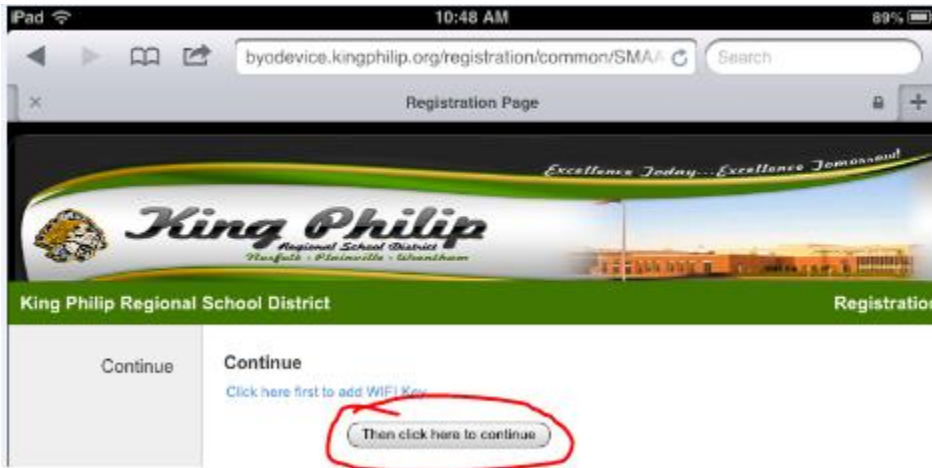 iPad 10:48 AM 89%
byodevice.kingphilip.org/registration/common/SMAA Search
Registration Page
Excellence Today...Excellence Tomorrow!
King Philip
Regional School District
Norfolk - Plainville - Wrentham
King Philip Regional School District Registration
Continue Continue
Click here first to add WIFI Key
Then click here to continue